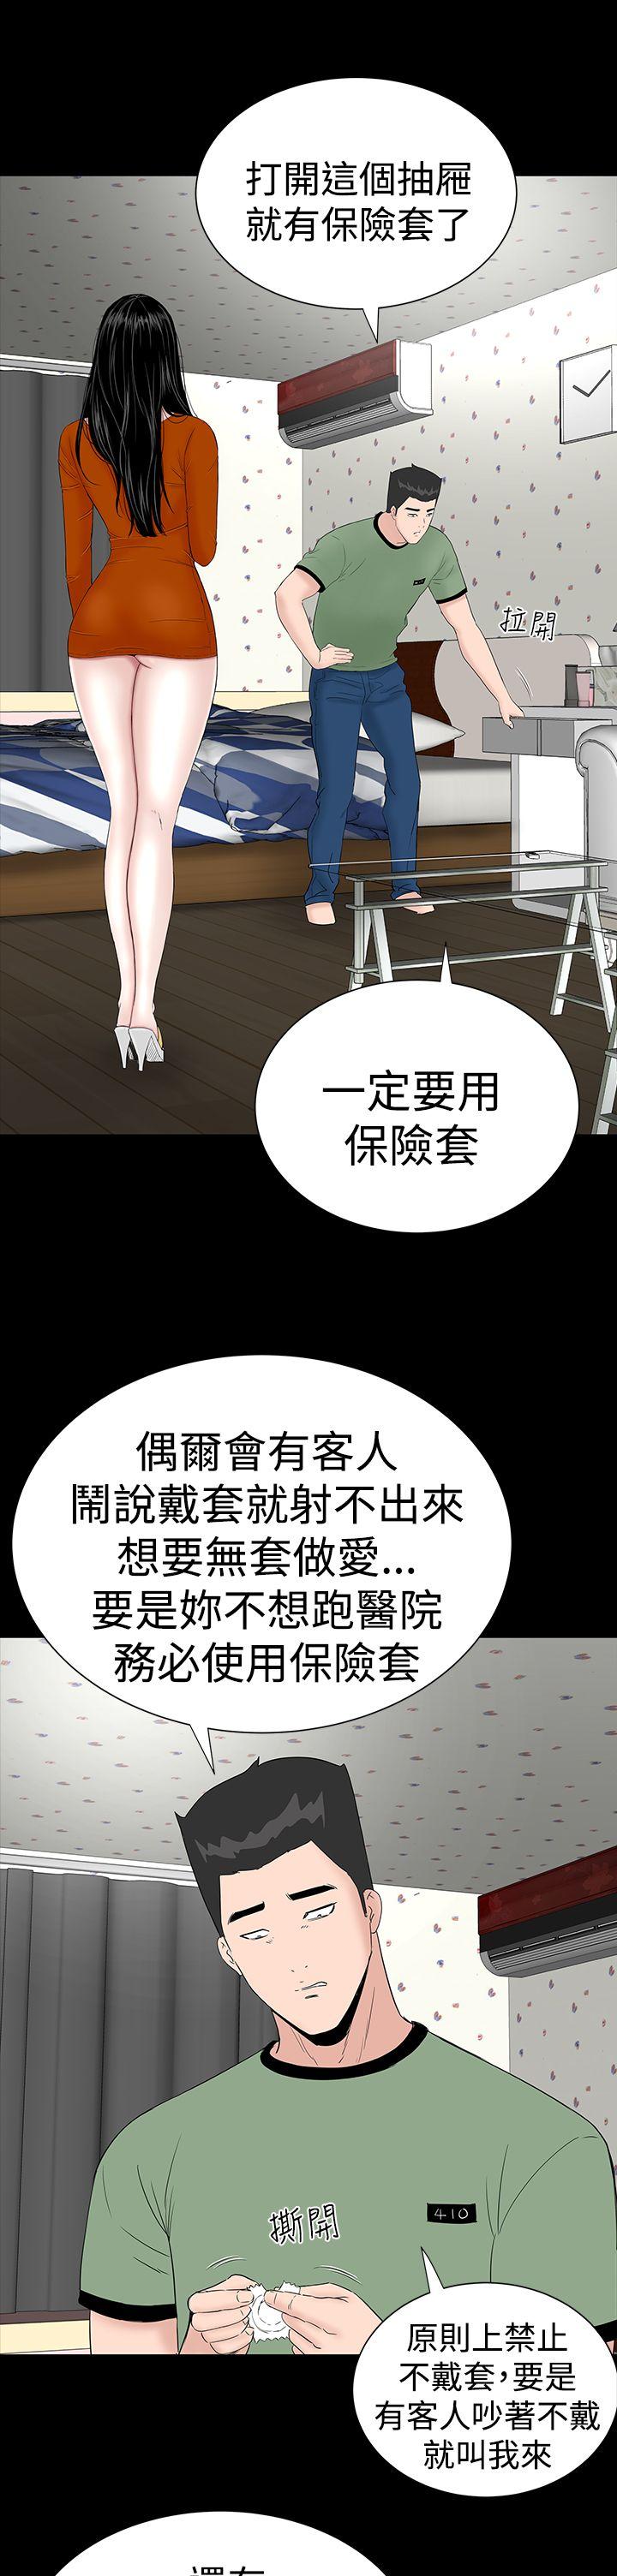 打開這個抽屜
就有保險套了
拉開
一定要用
保險套
偶爾會有客人
鬧說戴套就射不出來
想要無套做愛...
要是妳不想跑醫院
務必使用保險套
撕開
410
原則上禁止
不戴套，要是
有客人吵著不戴
就叫我來
還有